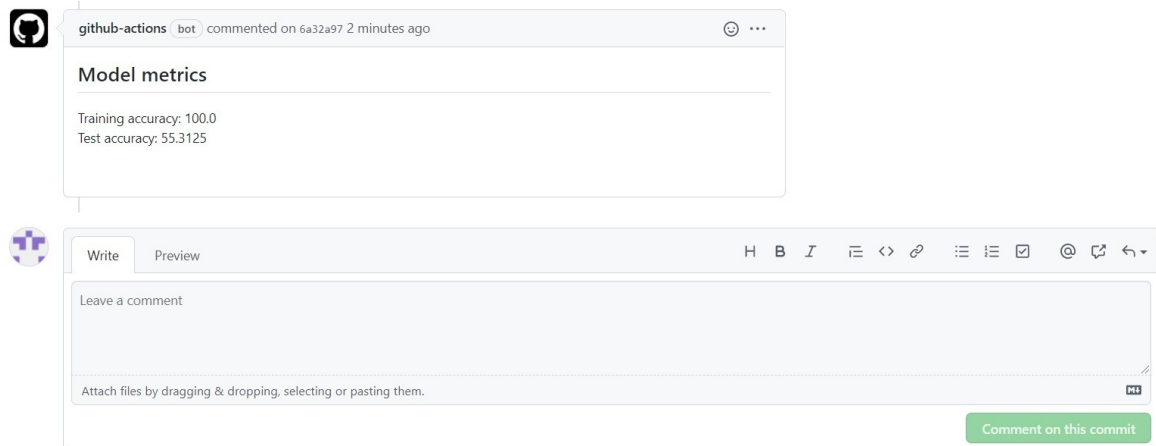 github-actions bot commented on 6a32a97 2 minutes ago
Model metrics
Training accuracy: 100.0
Test accuracy: 55.3125
Write Preview
Leave a comment
Attach files by dragging & dropping, selecting or pasting them.
Comment on this commit